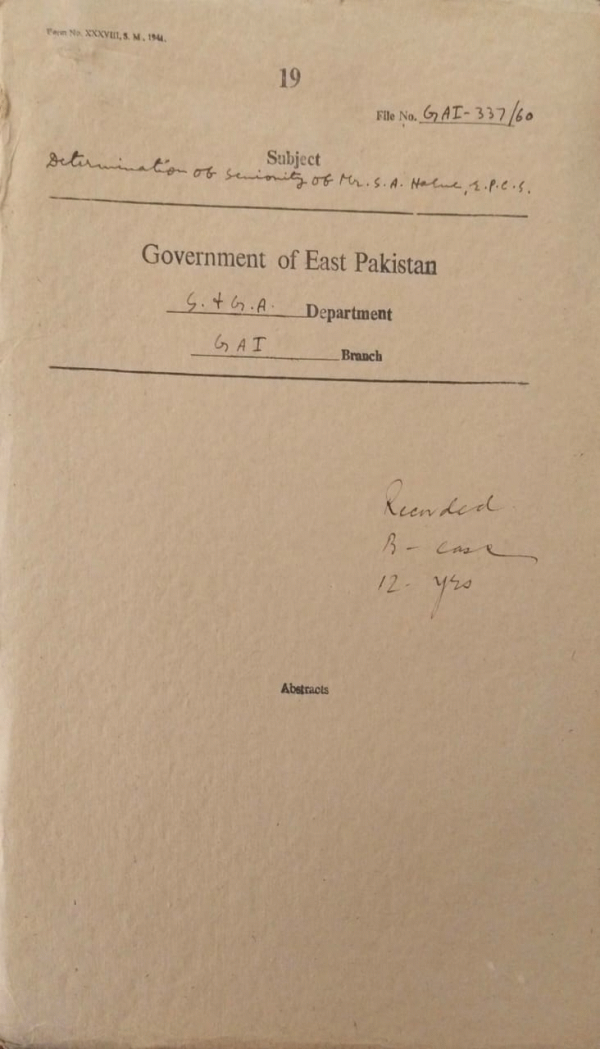 Form No. XXXVIII, S. M., 1944.
19
File No. GAI-337/60
Subject
Determination of seniority of Mr. S. A. E.P.C.S.
Government of East Pakistan
S. & G.A. Department
GAI Branch
Recorded
B - case
12 - yrs
Abstracts